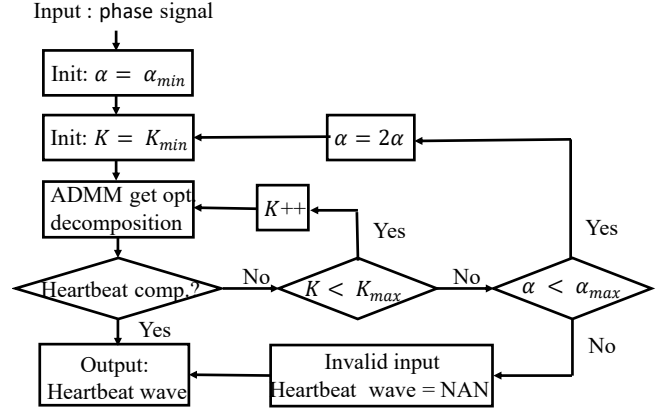 Input : phase signal
Init: α = α_min
Init: K = K_min
α = 2α
ADMM get opt.
decomposition
K++
Yes
Yes
Heartbeat comp.?
No
K < K_max
No
α < α_max
Yes
No
Output:
Heartbeat wave
Invalid input
Heartbeat wave = NAN